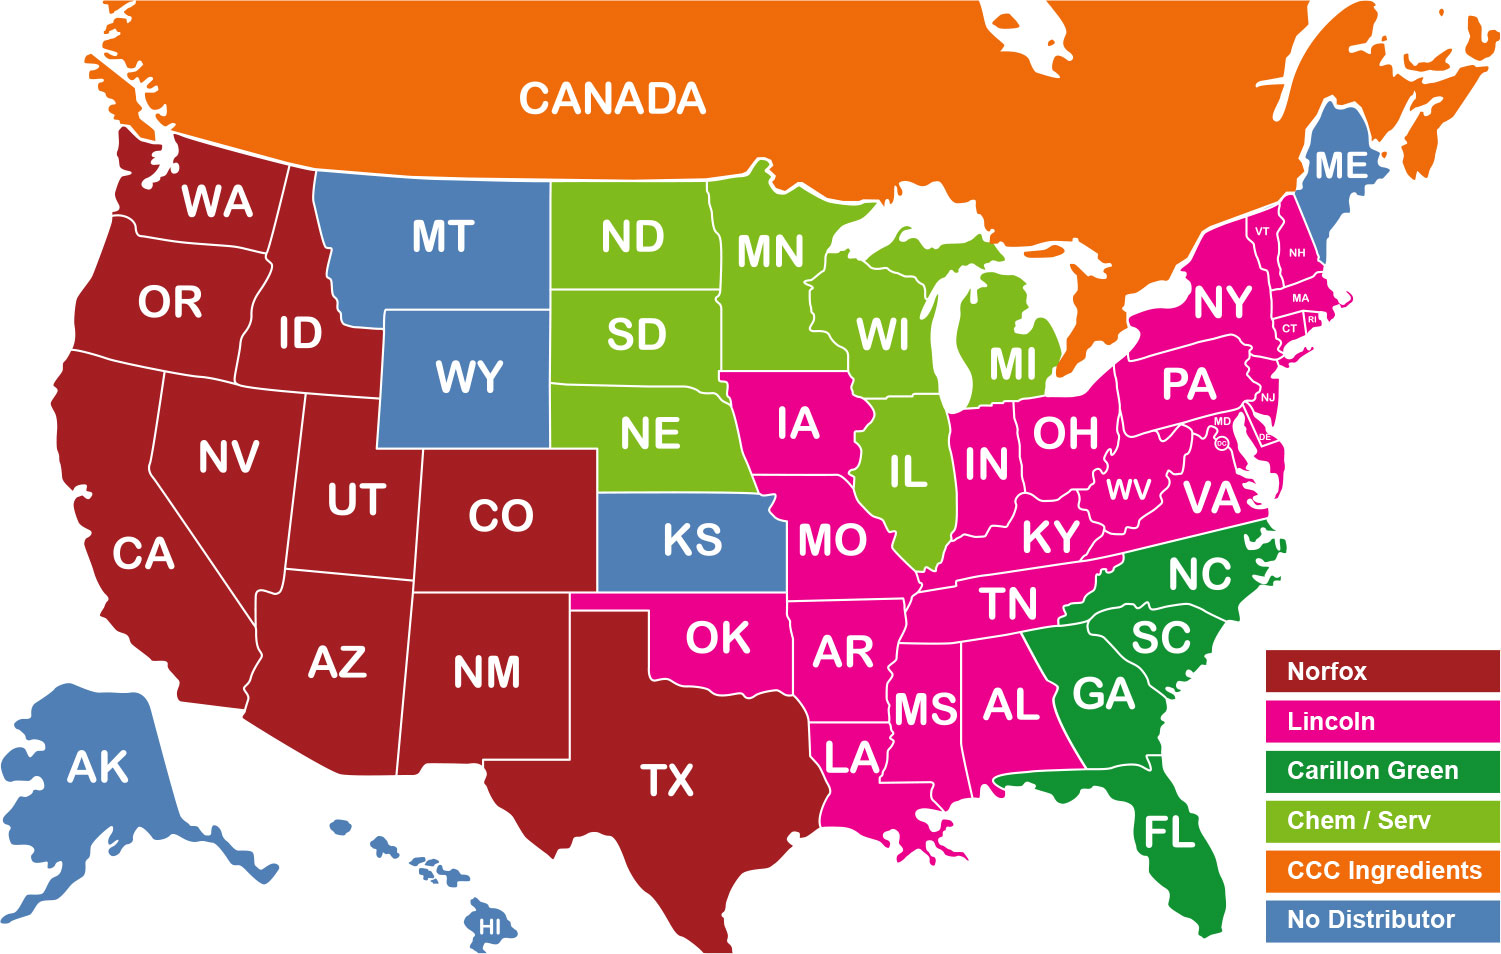 CANADA
WA
MT
ND
MN
ME
OR
ID
WY
SD
WI
MI
NY
VT
NH
MA
CT
RI
NV
UT
CO
NE
IA
IL
IN
OH
PA
NJ
MD
DE
DC
WV
VA
CA
KS
MO
KY
NC
AZ
NM
OK
AR
TN
SC
TX
LA
MS
AL
GA
FL
AK
HI
Norfox
Lincoln
Carillon Green
Chem / Serv
CCC Ingredients
No Distributor